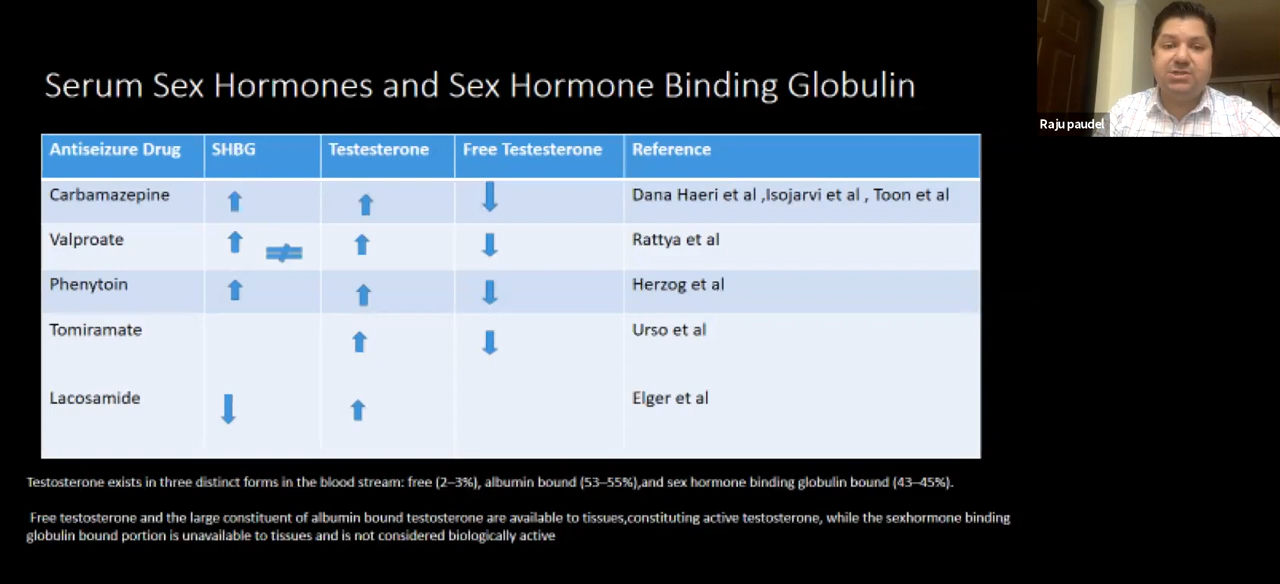 Serum Sex Hormones and Sex Hormone Binding Globulin
Raju paudel
Antiseizure Drug SHBG Testesterone Free Testesterone Reference
Carbamazepine ↑ ↑ ↓ Dana Haeri et al ,Isojarvi et al , Toon et al
Valproate ↑ ≠ ↑ ↓ Rattya et al
Phenytoin ↑ ↑ ↓ Herzog et al
Tomiramate ↑ ↓ Urso et al
Lacosamide ↓ ↑ Elger et al
Testosterone exists in three distinct forms in the blood stream: free (2–3%), albumin bound (53–55%),and sex hormone binding globulin bound (43–45%).
Free testosterone and the large constituent of albumin bound testosterone are available to tissues,constituting active testosterone, while the sexhormone binding
globulin bound portion is unavailable to tissues and is not considered biologically active